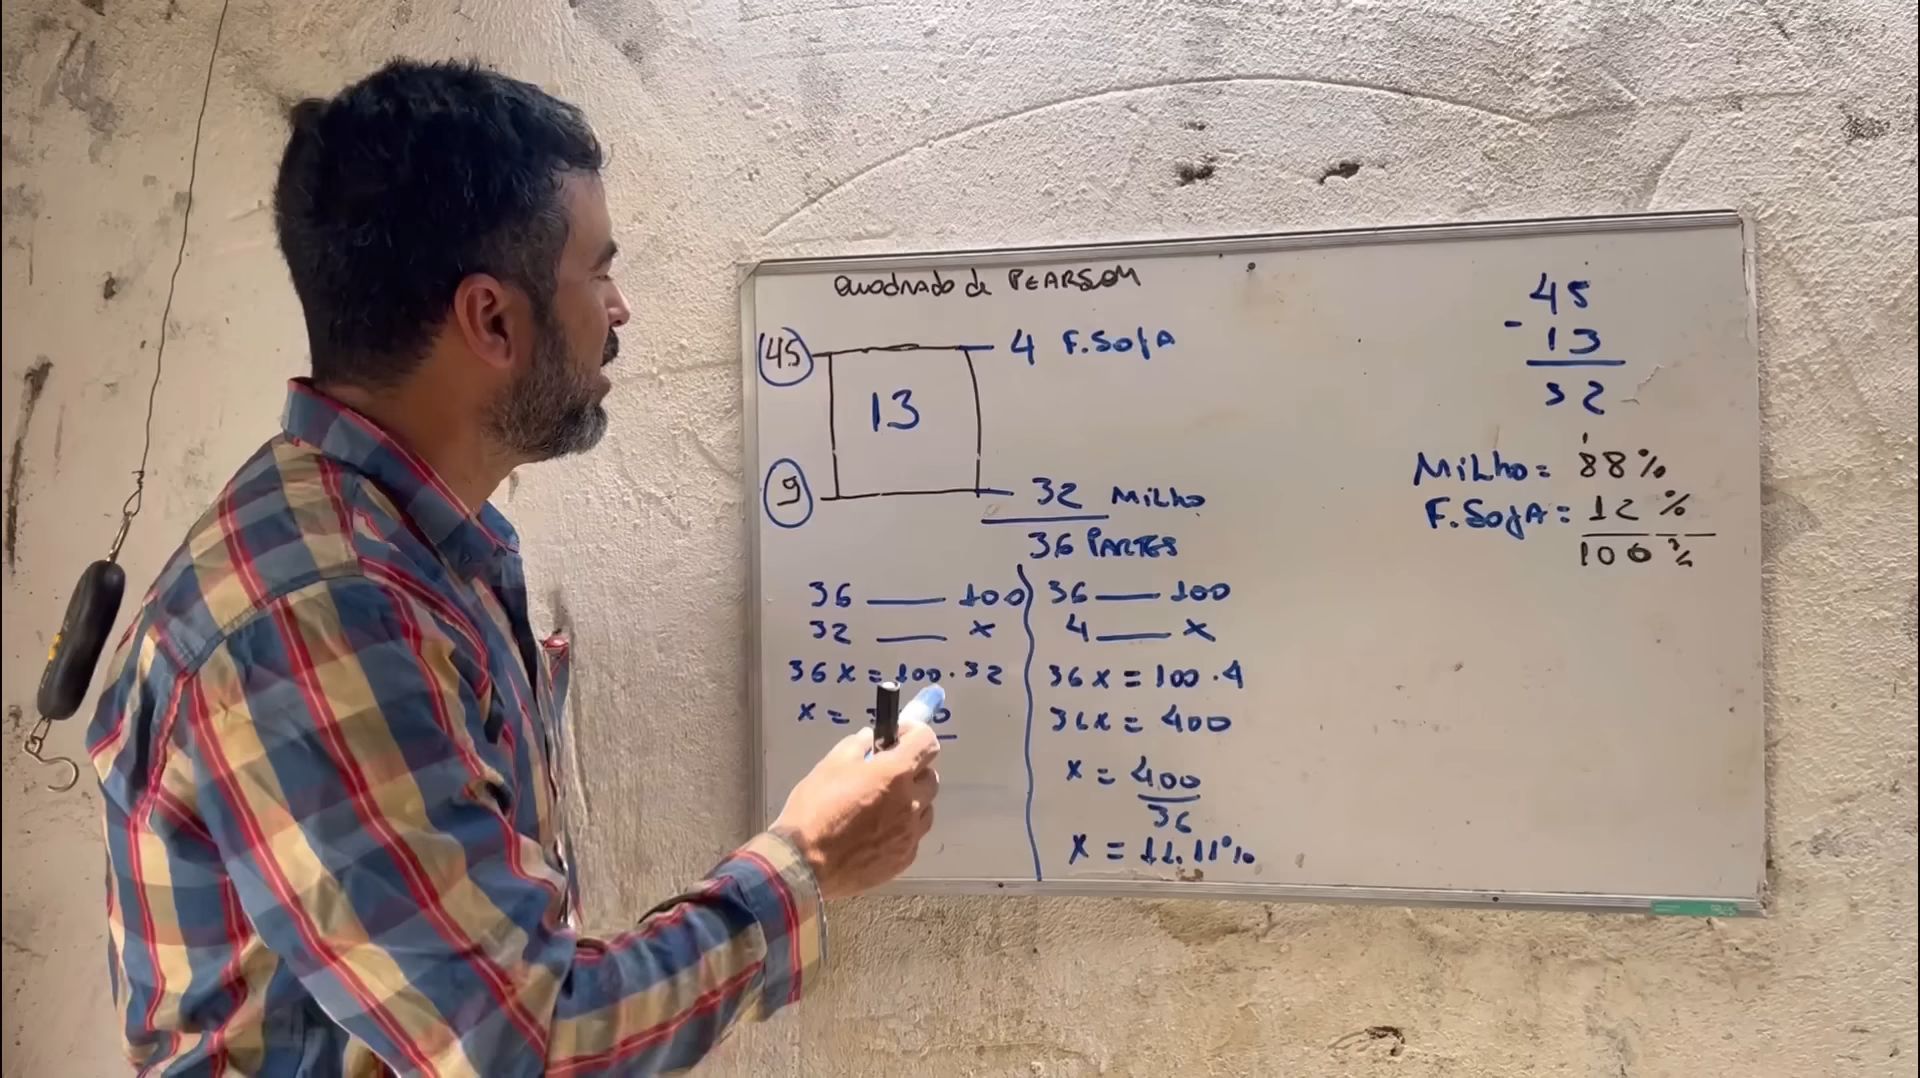 Quadrado de PEARSOM
45
4 F.SOJA
13
9
32 MILHO
36 PARTES
36 — 100
32 — X
36X = 100.32
X =
36 — 100
4 — X
36X = 100.4
36X = 400
X = 400
36
X = 11.11%
45
- 13
32
MILHO = 88%
F.SOJA = 12 %
100 %